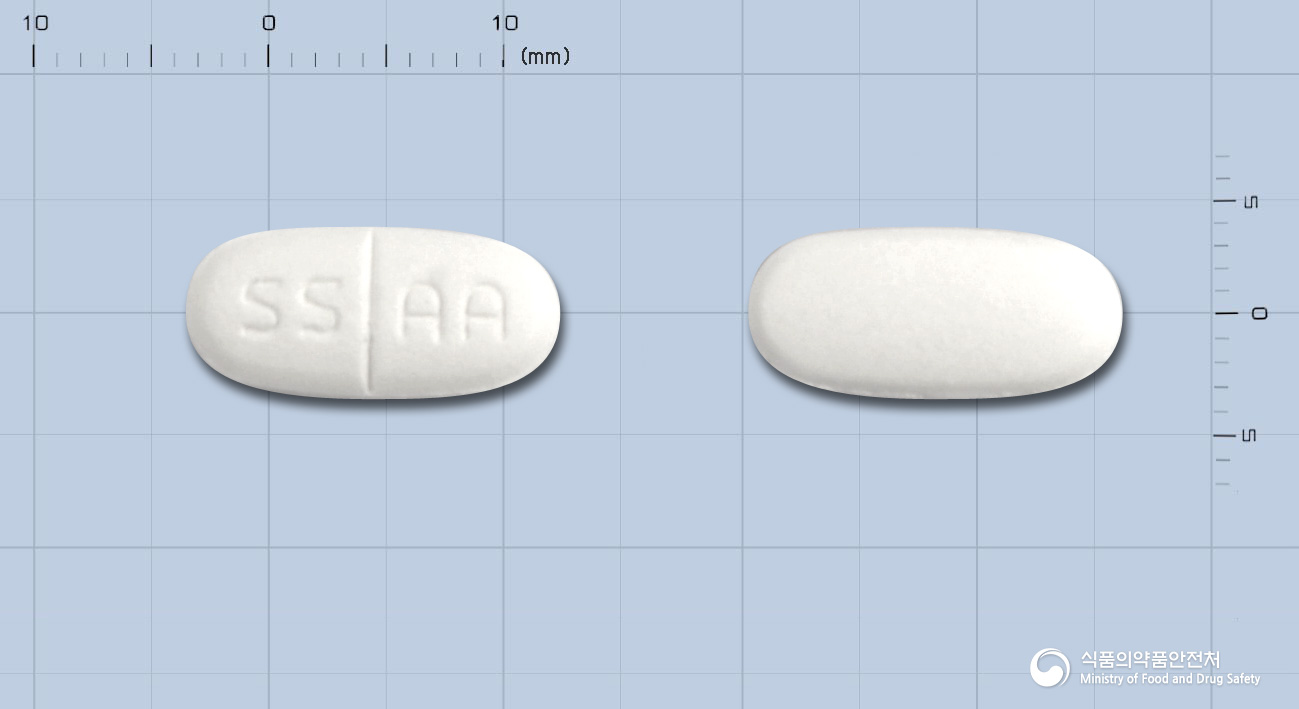 10 0 10 (mm)
SS AA
5
0
5
식품의약품안전처
Ministry of Food and Drug Safety